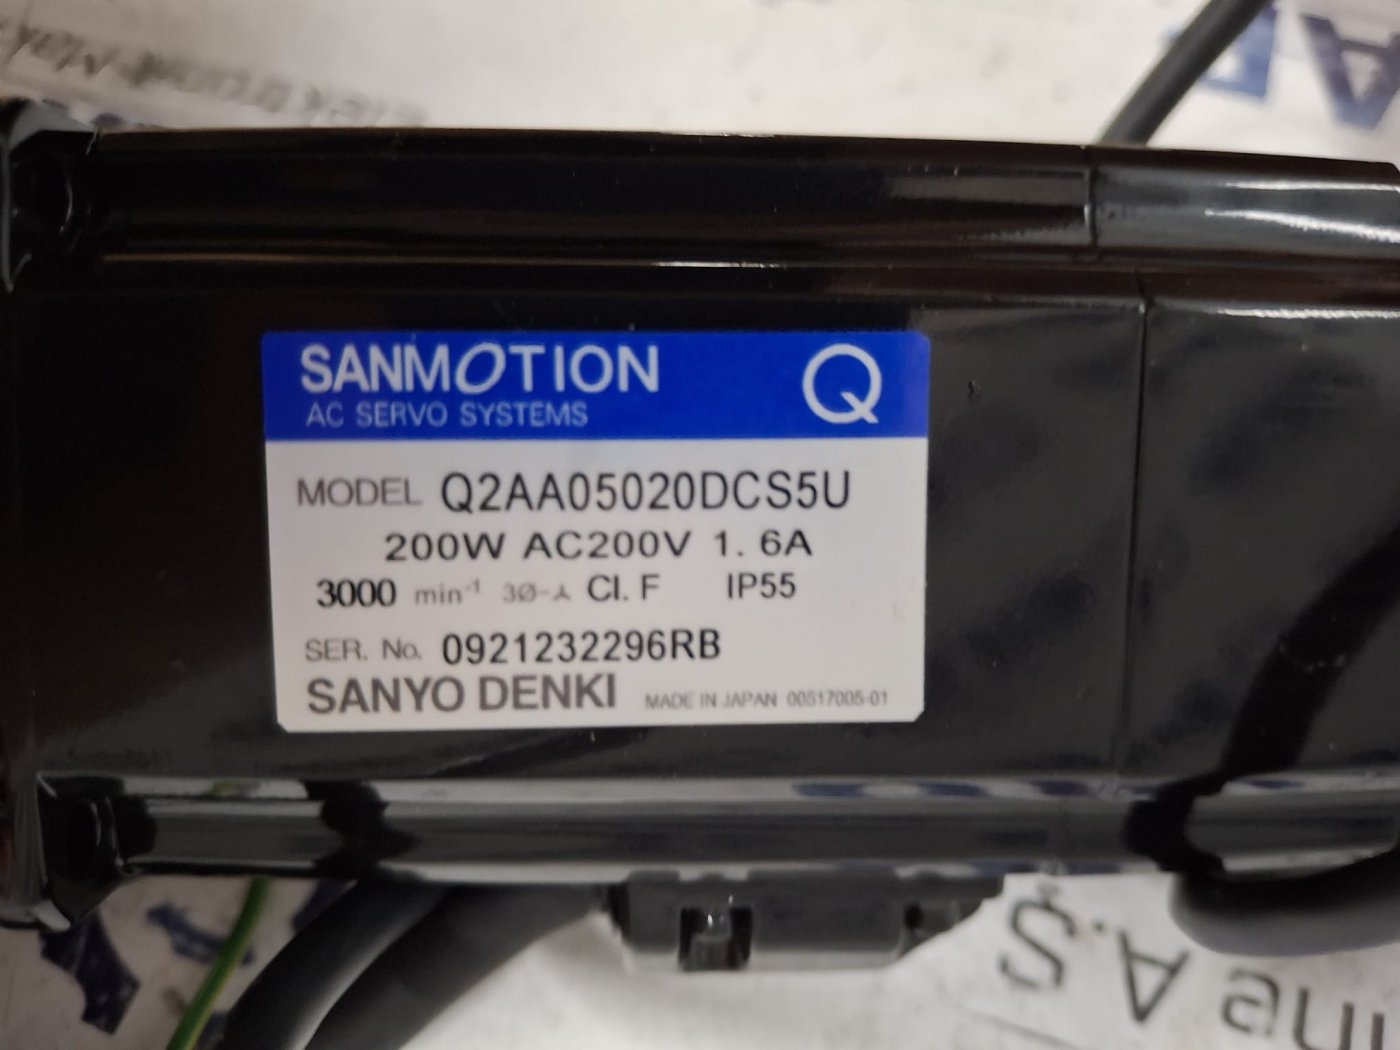 SANMOTION Q
AC SERVO SYSTEMS
MODEL Q2AA05020DCS5U
200W AC200V 1.6A
3000 min⁻¹ 3Ø-⅄ Cl. F IP55
SER. No. 0921232296RB
SANYO DENKI MADE IN JAPAN 00517005-01
A.Ş.